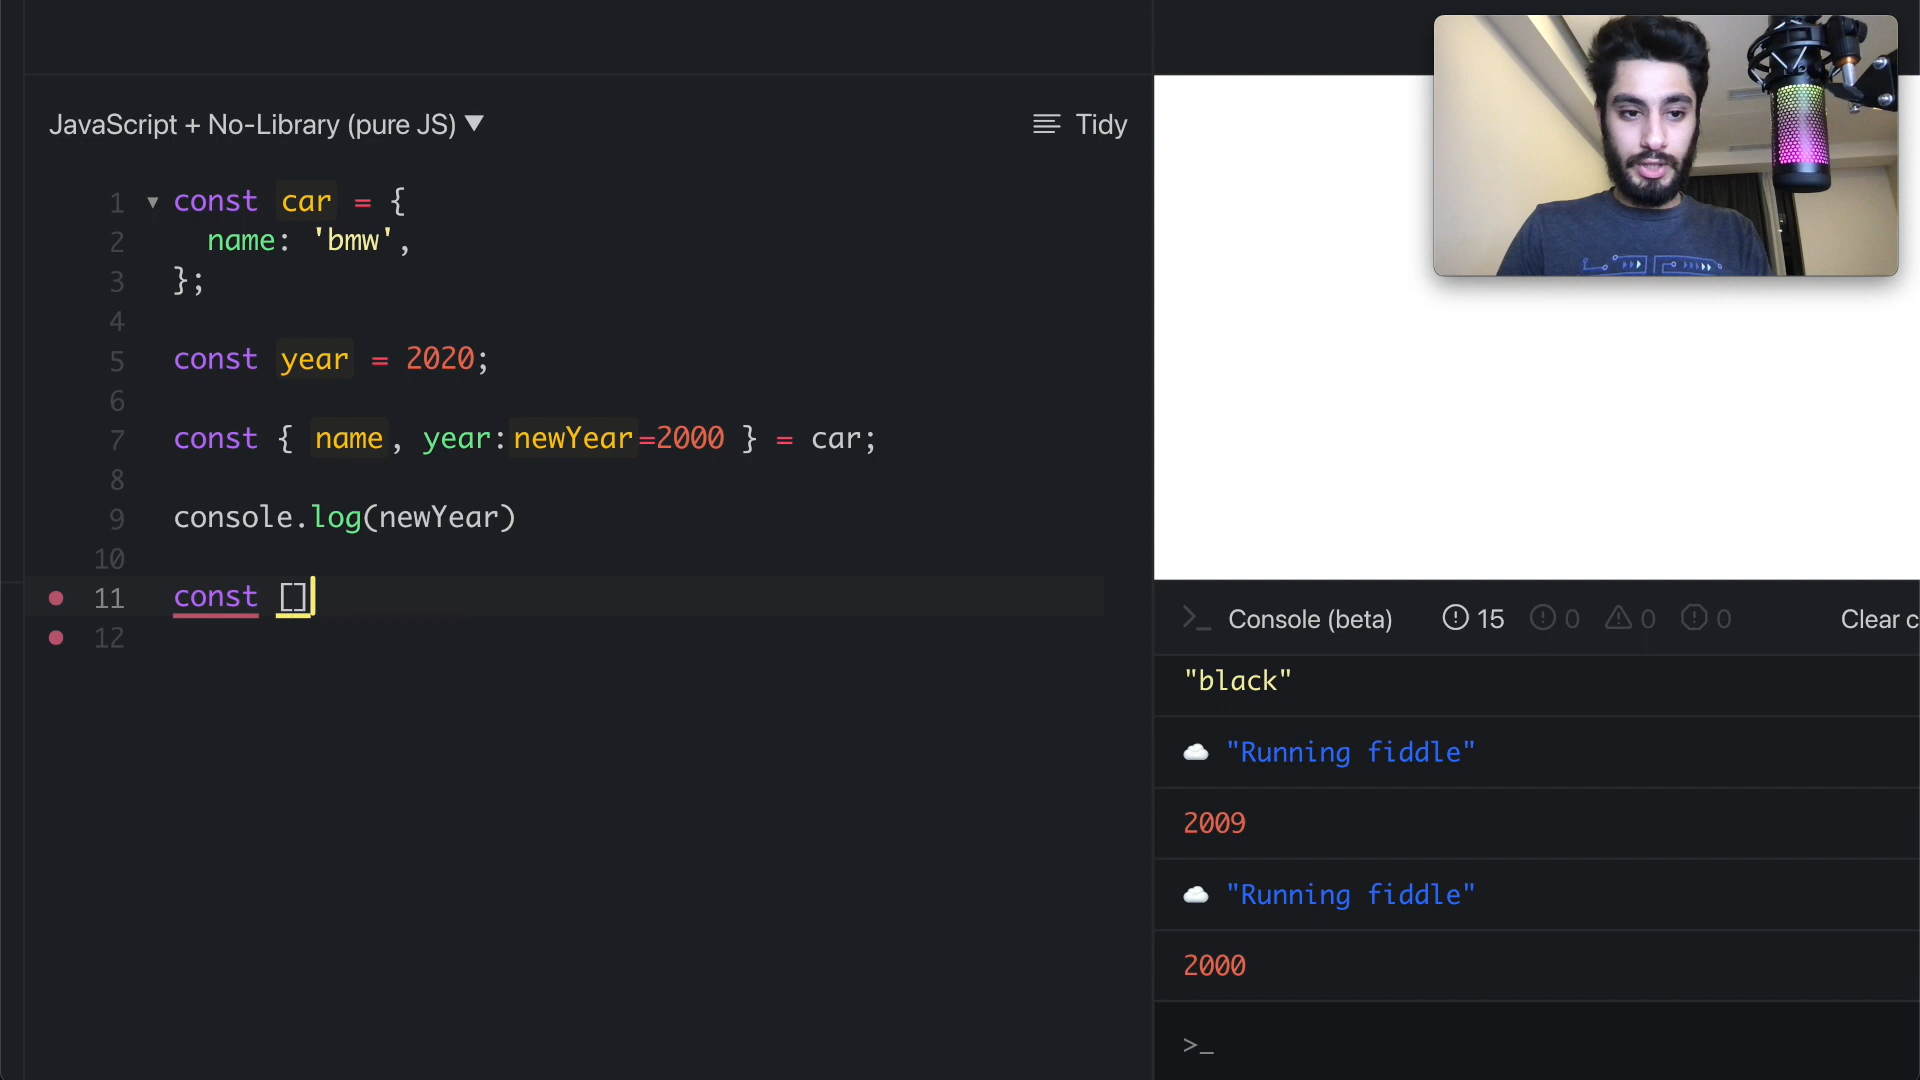 JavaScript + No-Library (pure JS) ▼
Tidy
1 ▼ const car = {
2 name: 'bmw',
3 };
4
5 const year = 2020;
6
7 const { name, year:newYear=2000 } = car;
8
9 console.log(newYear)
10
11 const []
12
>_ Console (beta) 15 0 0 0 Clear c
"black"
"Running fiddle"
2009
"Running fiddle"
2000
>_